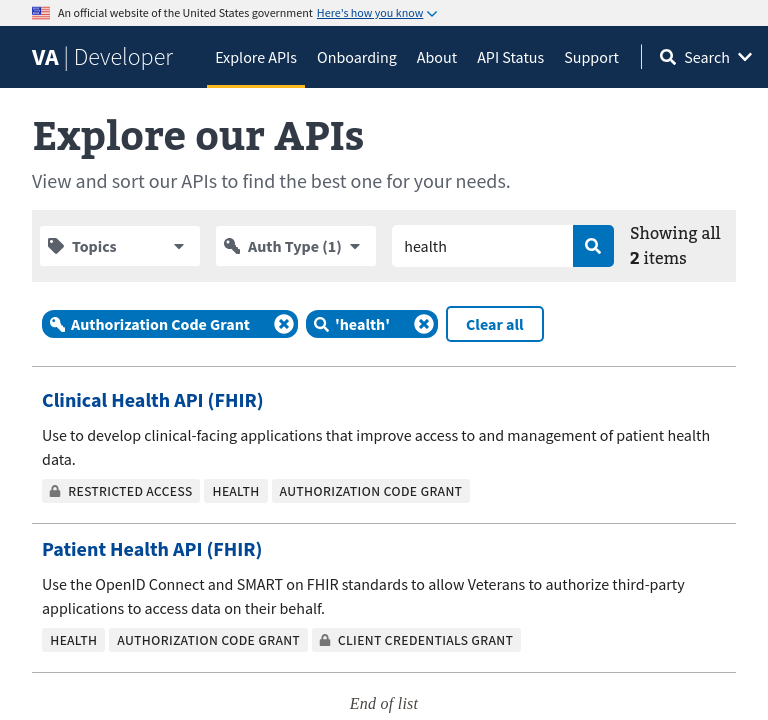 An official website of the United States government Here's how you know
VA | Developer
Explore APIs Onboarding About API Status Support Search
Explore our APIs
View and sort our APIs to find the best one for your needs.
Topics Auth Type (1) health
Showing all
2 items
Authorization Code Grant 'health' Clear all
Clinical Health API (FHIR)
Use to develop clinical-facing applications that improve access to and management of patient health
data.
RESTRICTED ACCESS HEALTH AUTHORIZATION CODE GRANT
Patient Health API (FHIR)
Use the OpenID Connect and SMART on FHIR standards to allow Veterans to authorize third-party
applications to access data on their behalf.
HEALTH AUTHORIZATION CODE GRANT CLIENT CREDENTIALS GRANT
End of list